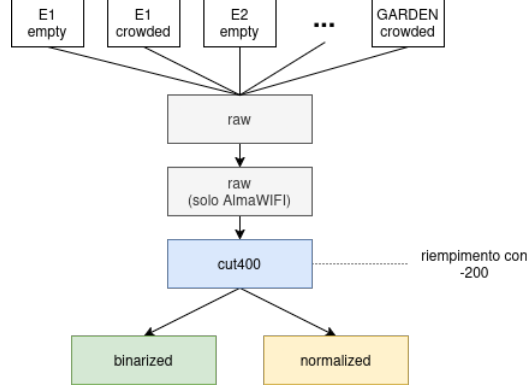 E1
empty
E1
crowded
E2
empty
...
GARDEN
crowded
raw
raw
(solo AlmaWIFI)
cut400
riempimento con
-200
binarized
normalized